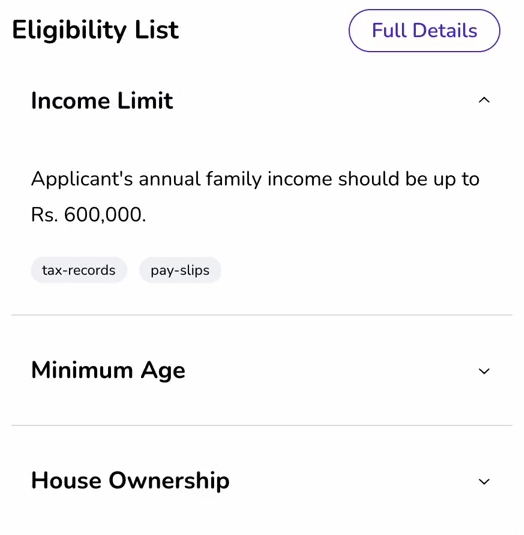 Eligibility List
Full Details
Income Limit
Applicant's annual family income should be up to
Rs. 600,000.
tax-records
pay-slips
Minimum Age
House Ownership